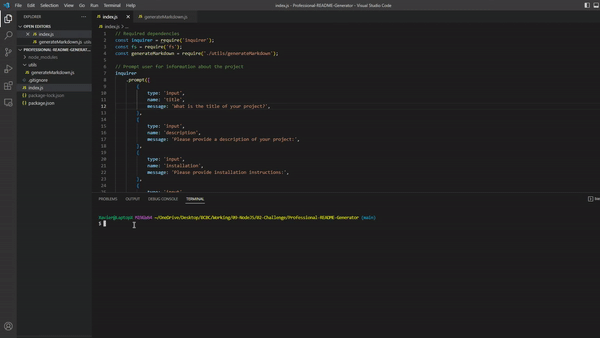 File Edit Selection View Go Run Terminal Help
index.js - Professional-README-Generator - Visual Studio Code
EXPLORER
OPEN EDITORS
index.js
generateMarkdown.js utils
PROFESSIONAL-README-GENERAT...
node_modules
utils
generateMarkdown.js
.gitignore
index.js
package-lock.json
package.json
index.js
generateMarkdown.js
index.js > ...
1 // Required dependencies
2 const inquirer = require('inquirer');
3 const fs = require('fs');
4 const generateMarkdown = require('./utils/generateMarkdown');
5
6 // Prompt user for information about the project
7 inquirer
8 .prompt([
9 {
10 type: 'input',
11 name: 'title',
12 message: 'What is the title of your project?',
13 },
14 {
15 type: 'input',
16 name: 'description',
17 message: 'Please provide a description of your project:',
18 },
19 {
20 type: 'input',
21 name: 'installation',
22 message: 'Please provide installation instructions:',
23 },
24 {
25 type: 'input',
PROBLEMS OUTPUT DEBUG CONSOLE TERMINAL
MINGW64 ~/OneDrive/Desktop/BCBC/Working/09-NodeJS/02-Challenge/Professional-README-Generator (main)
$